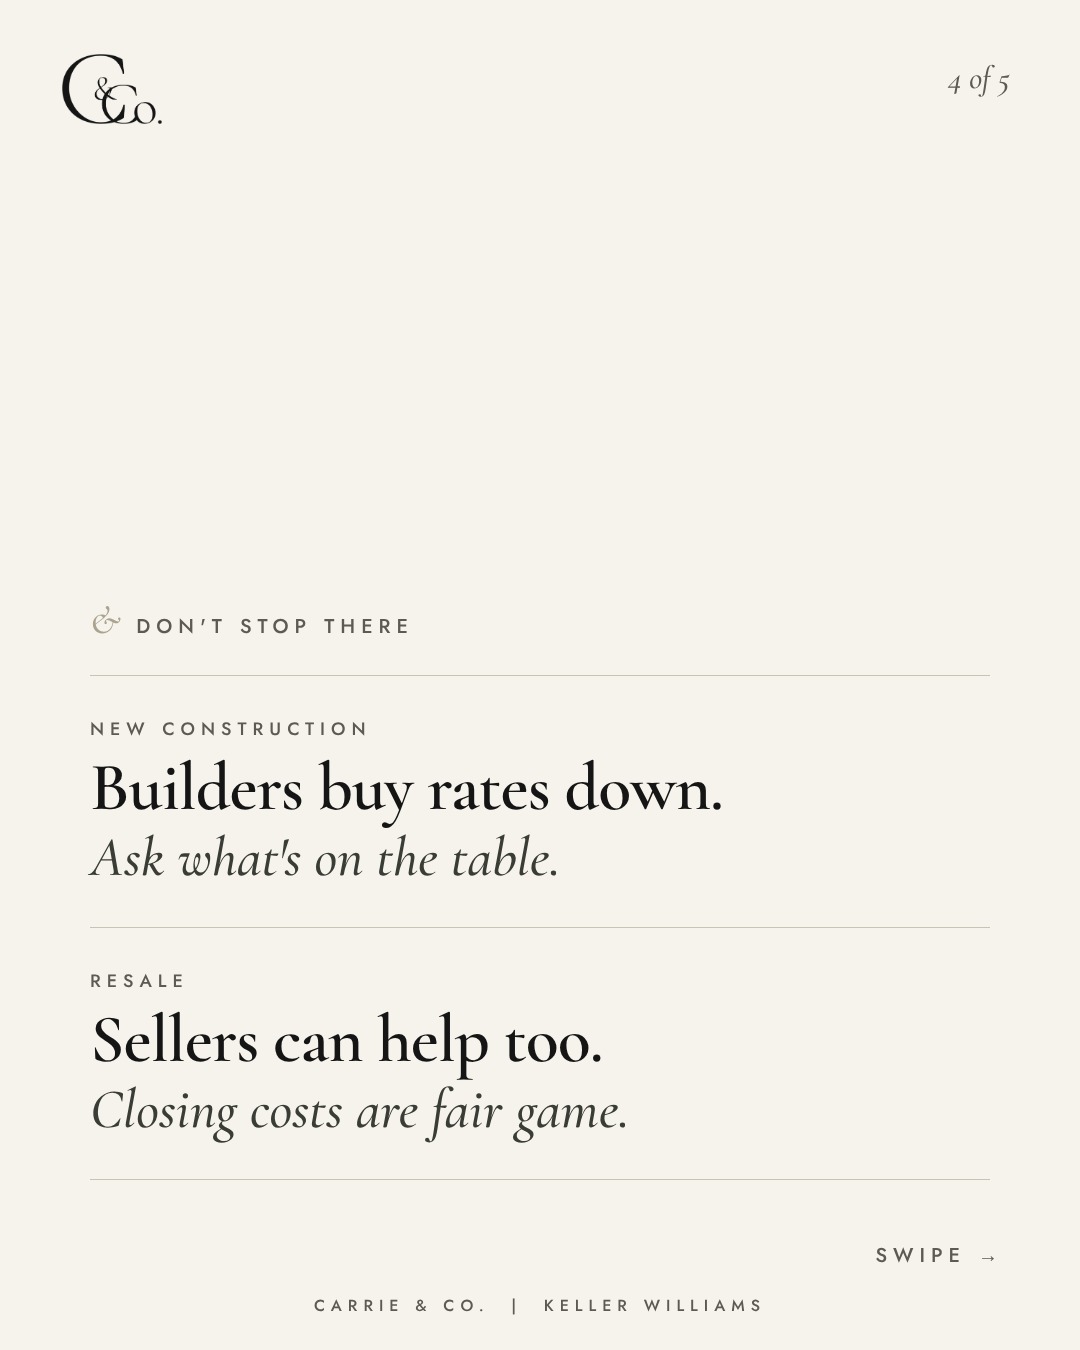 C&Co.
4 of 5
& DON'T STOP THERE
NEW CONSTRUCTION
Builders buy rates down.
Ask what's on the table.
RESALE
Sellers can help too.
Closing costs are fair game.
SWIPE →
CARRIE & CO. | KELLER WILLIAMS